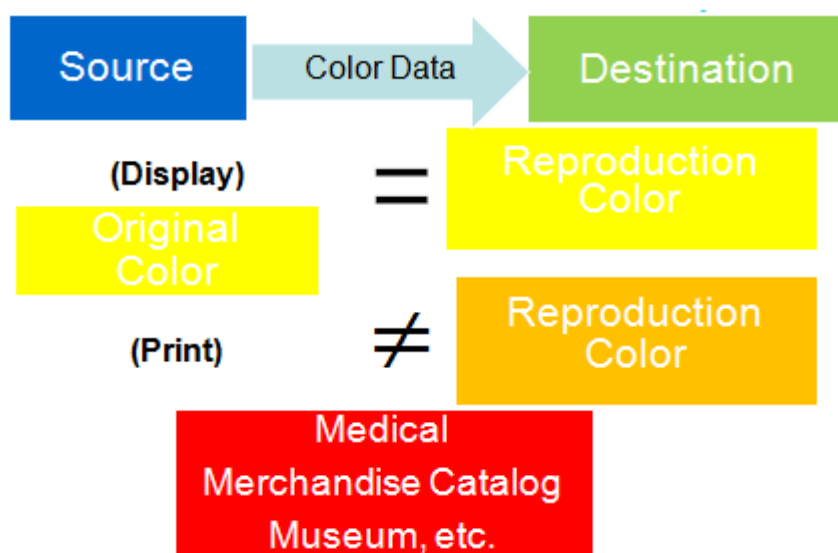 Source
Color Data
Destination
(Display)
=
Reproduction
Color
Original
Color
(Print)
≠
Reproduction
Color
Medical
Merchandise Catalog
Museum, etc.